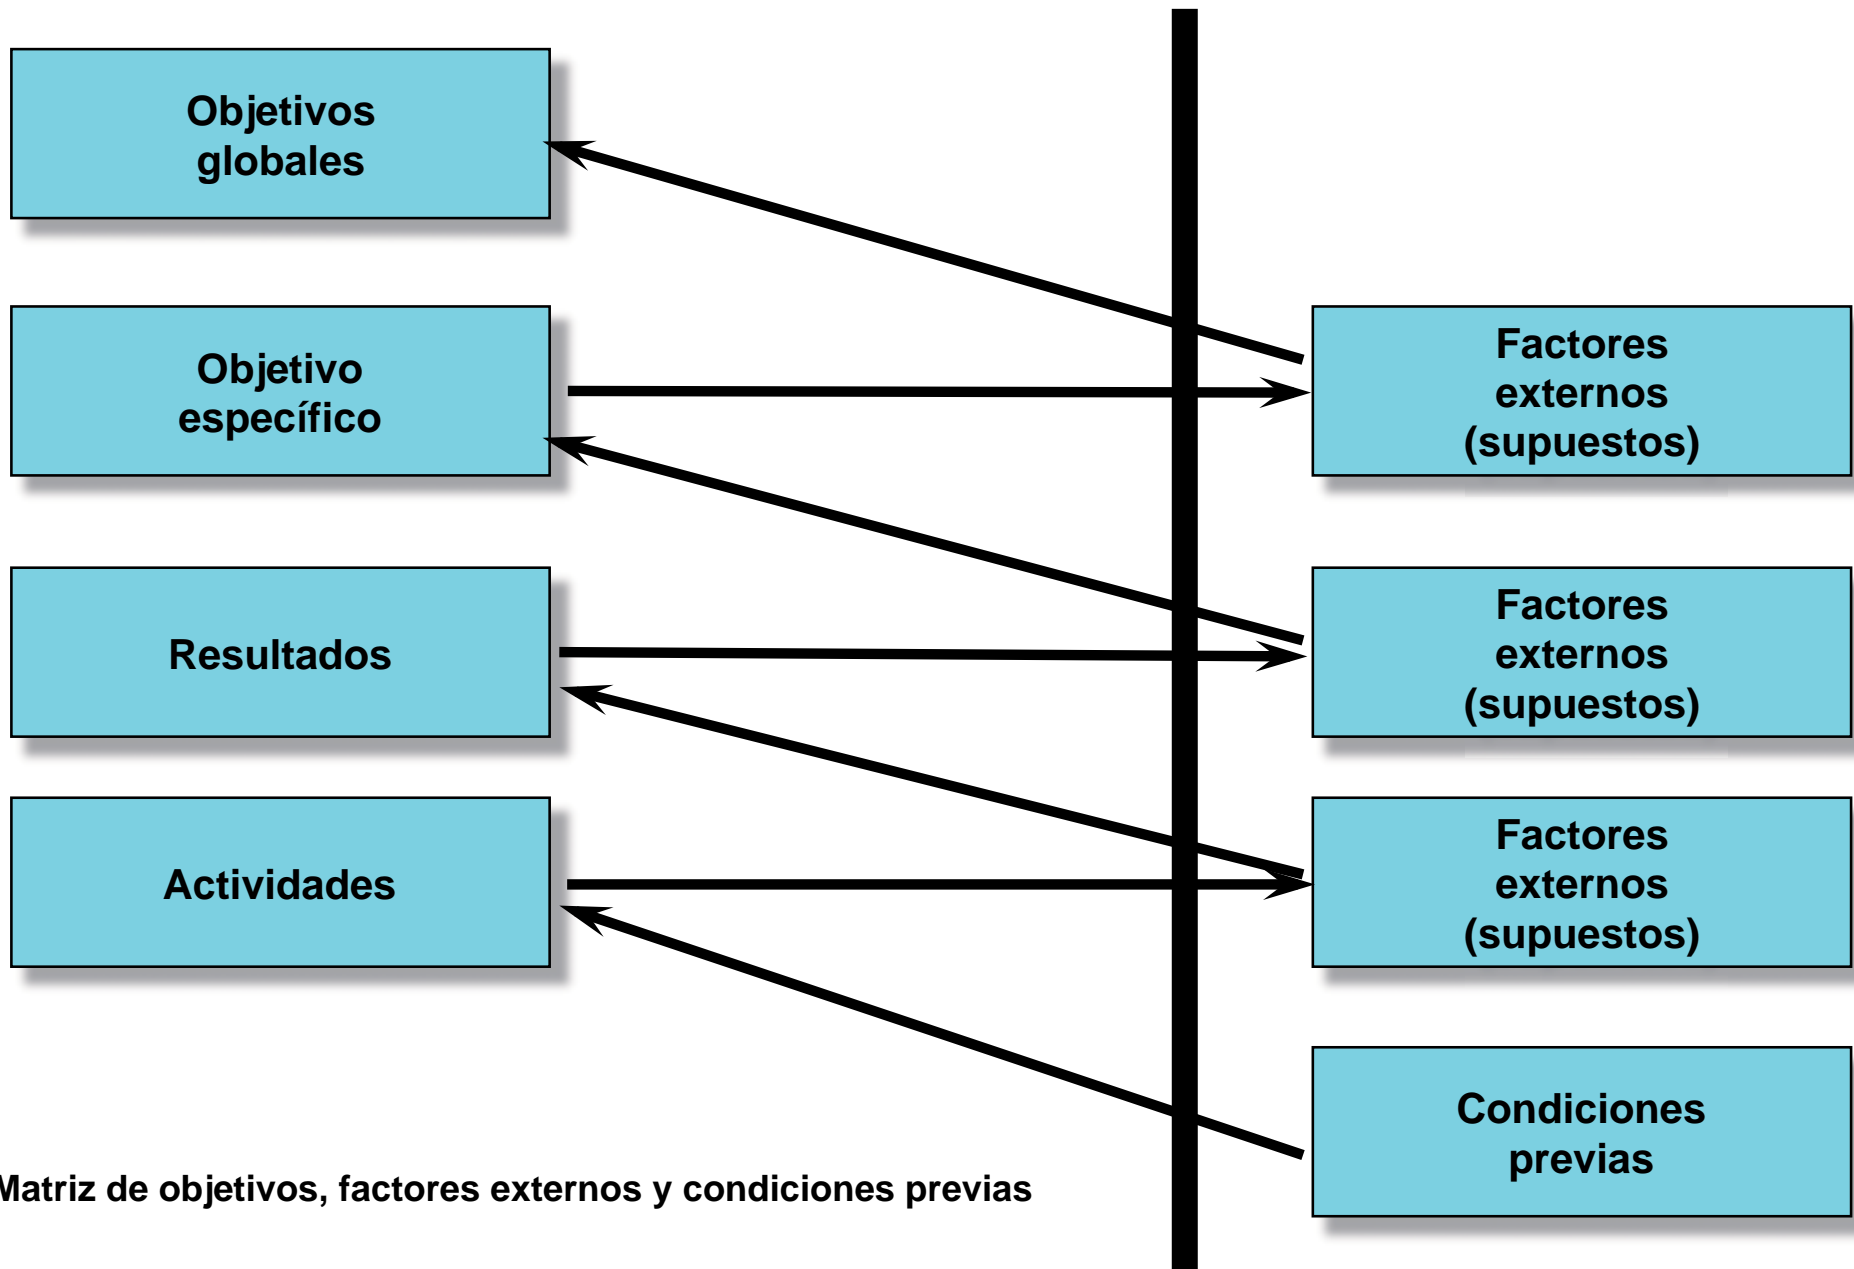 Objetivos
globales
Objetivo
específico
Factores
externos
(supuestos)
Resultados
Factores
externos
(supuestos)
Actividades
Factores
externos
(supuestos)
Condiciones
previas
Matriz de objetivos, factores externos y condiciones previas